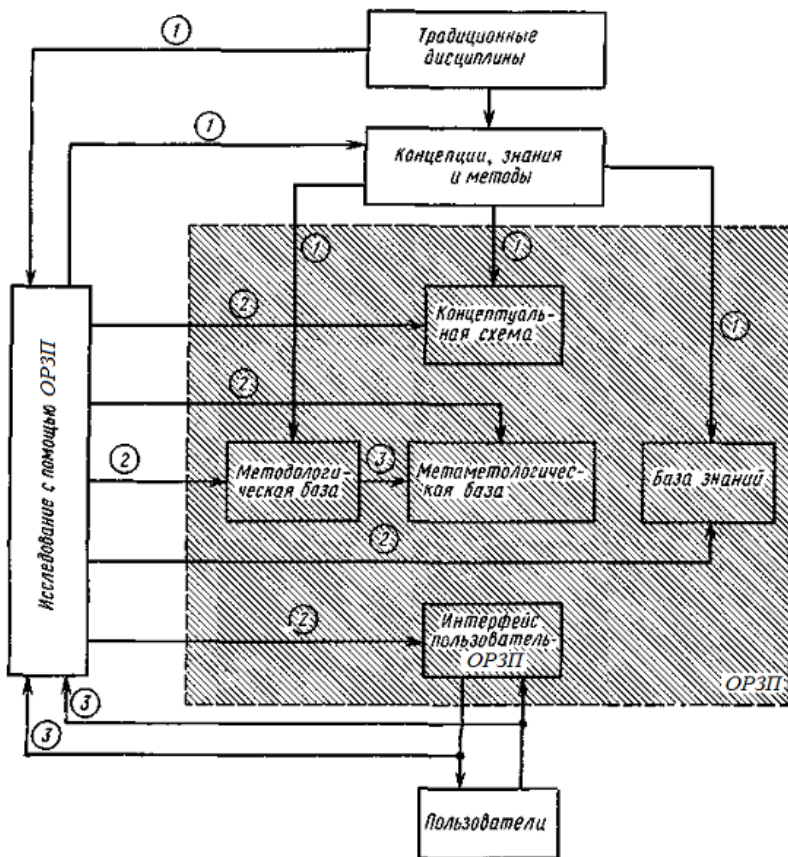 1
Традиционные
дисциплины
1
Концепции, знания
и методы
1
1
2
Концептуаль-
ная схема
1
2
Исследование с помощью ОРЗП
2
Методологи-
ческая база
3
Метаметологичес-
кая база
База знаний
2
2
Интерфейс
пользователь-
ОРЗП
ОРЗП
3
3
Пользователи